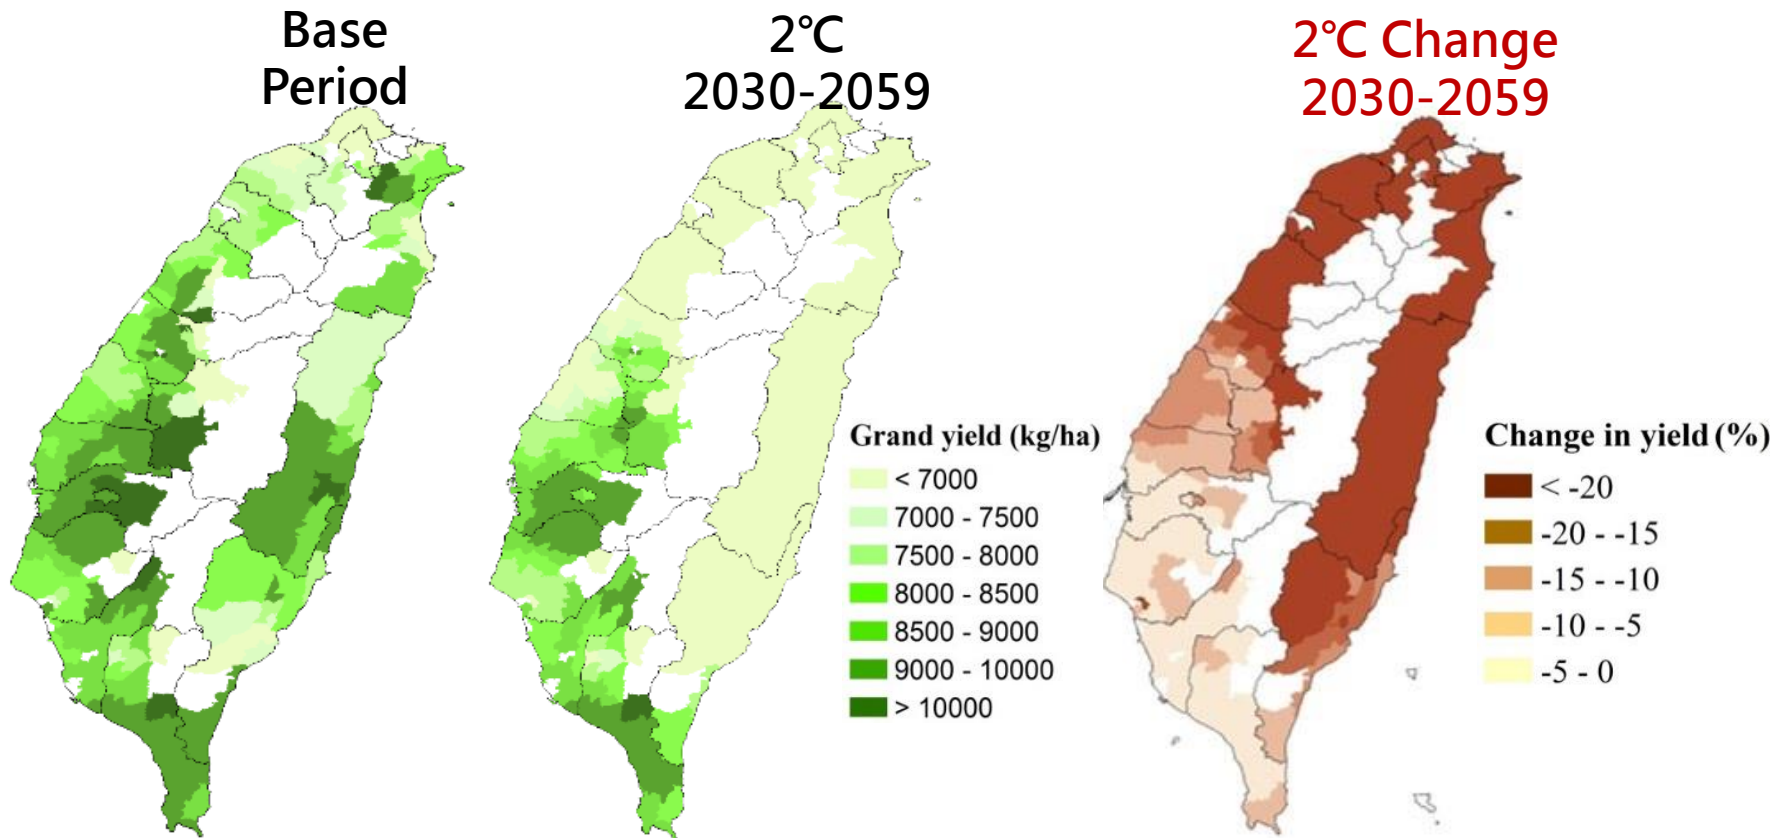 Base
Period
2℃
2030-2059
2℃ Change
2030-2059
Grand yield (kg/ha)
< 7000
7000 - 7500
7500 - 8000
8000 - 8500
8500 - 9000
9000 - 10000
> 10000
Change in yield (%)
< -20
-20 - -15
-15 - -10
-10 - -5
-5 - 0